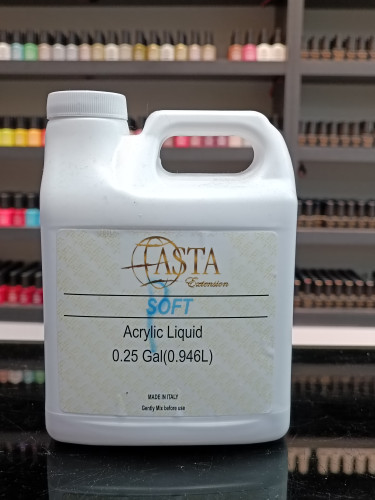 ASTA
Extension
SOFT
Acrylic Liquid
0.25 Gal(0.946L)
MADE IN ITALY
Gently Mix before use